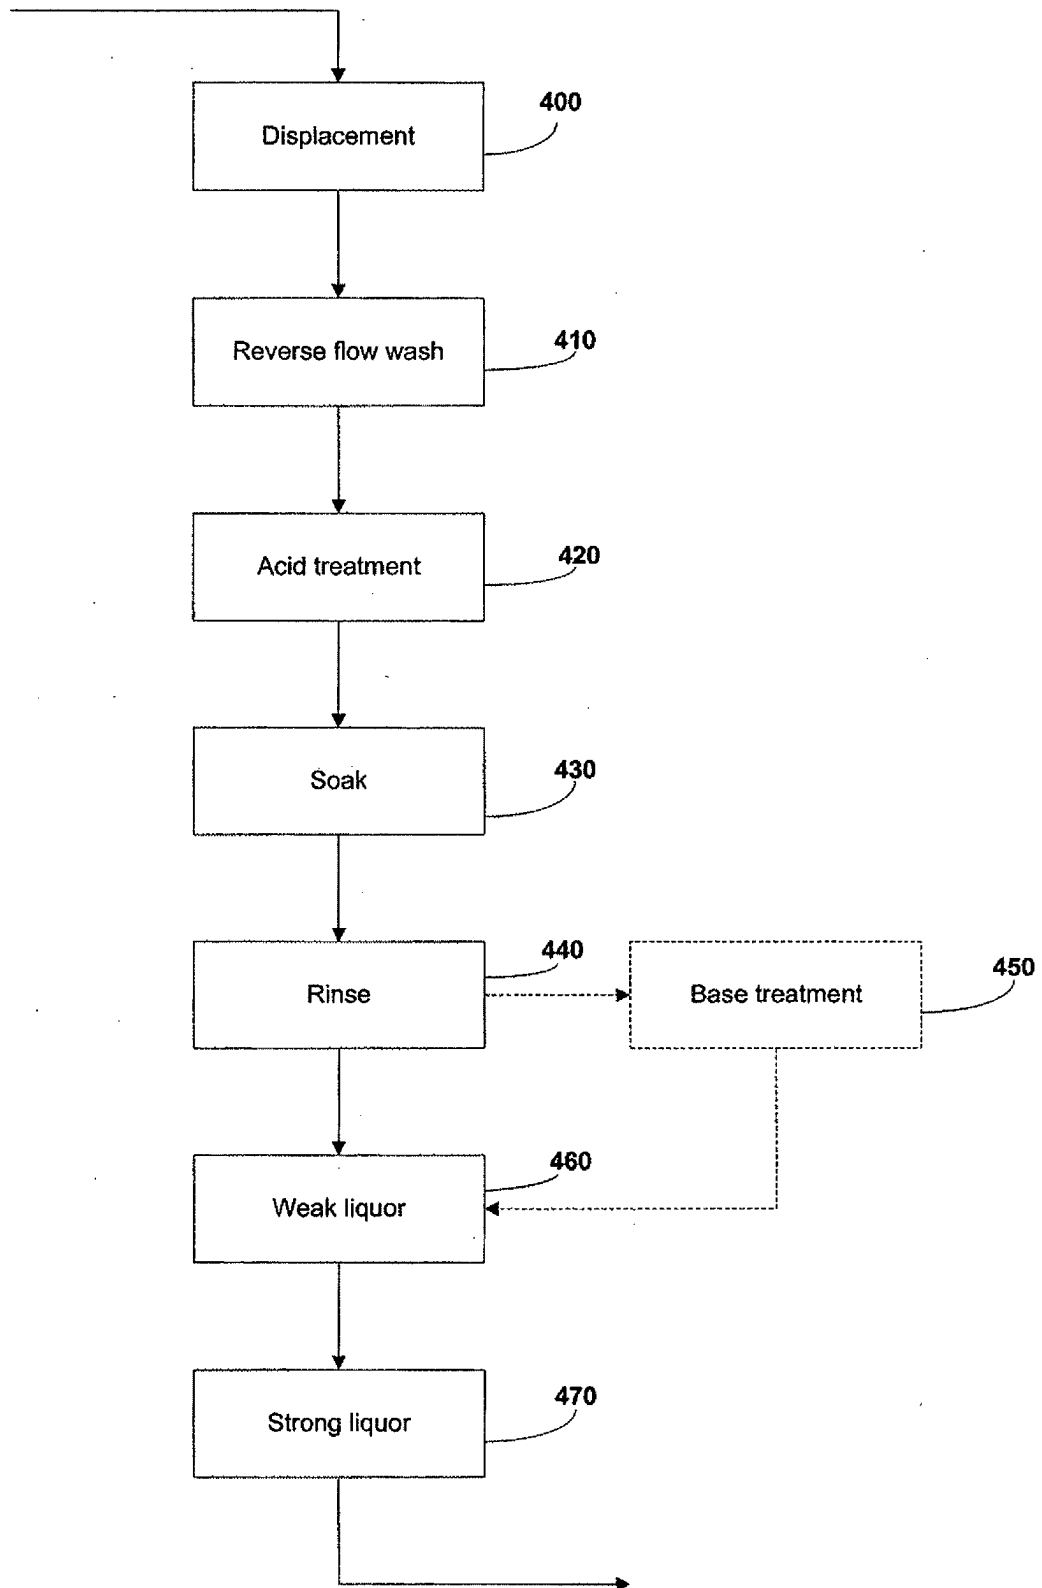 400
Displacement
410
Reverse flow wash
420
Acid treatment
430
Soak
440
Rinse
450
Base treatment
460
Weak liquor
470
Strong liquor